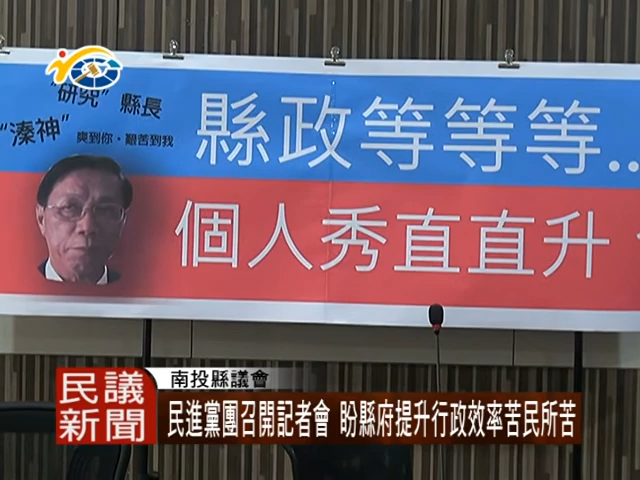 "研究"縣長
"溱神"
爽到你·艱苦到我
縣政等等等..
個人秀直直升
民議
新聞
南投縣議會
民進黨團召開記者會 盼縣府提升行政效率苦民所苦